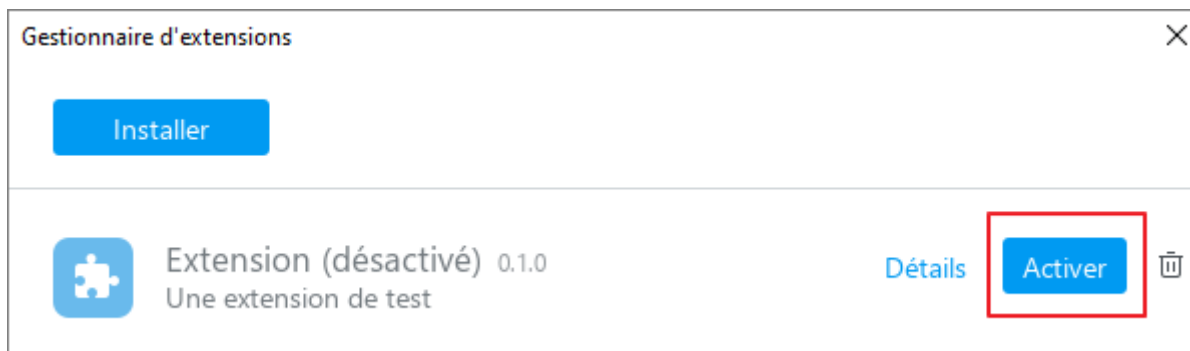 Gestionnaire d'extensions
Installer
Extension (désactivé) 0.1.0
Une extension de test
Détails
Activer